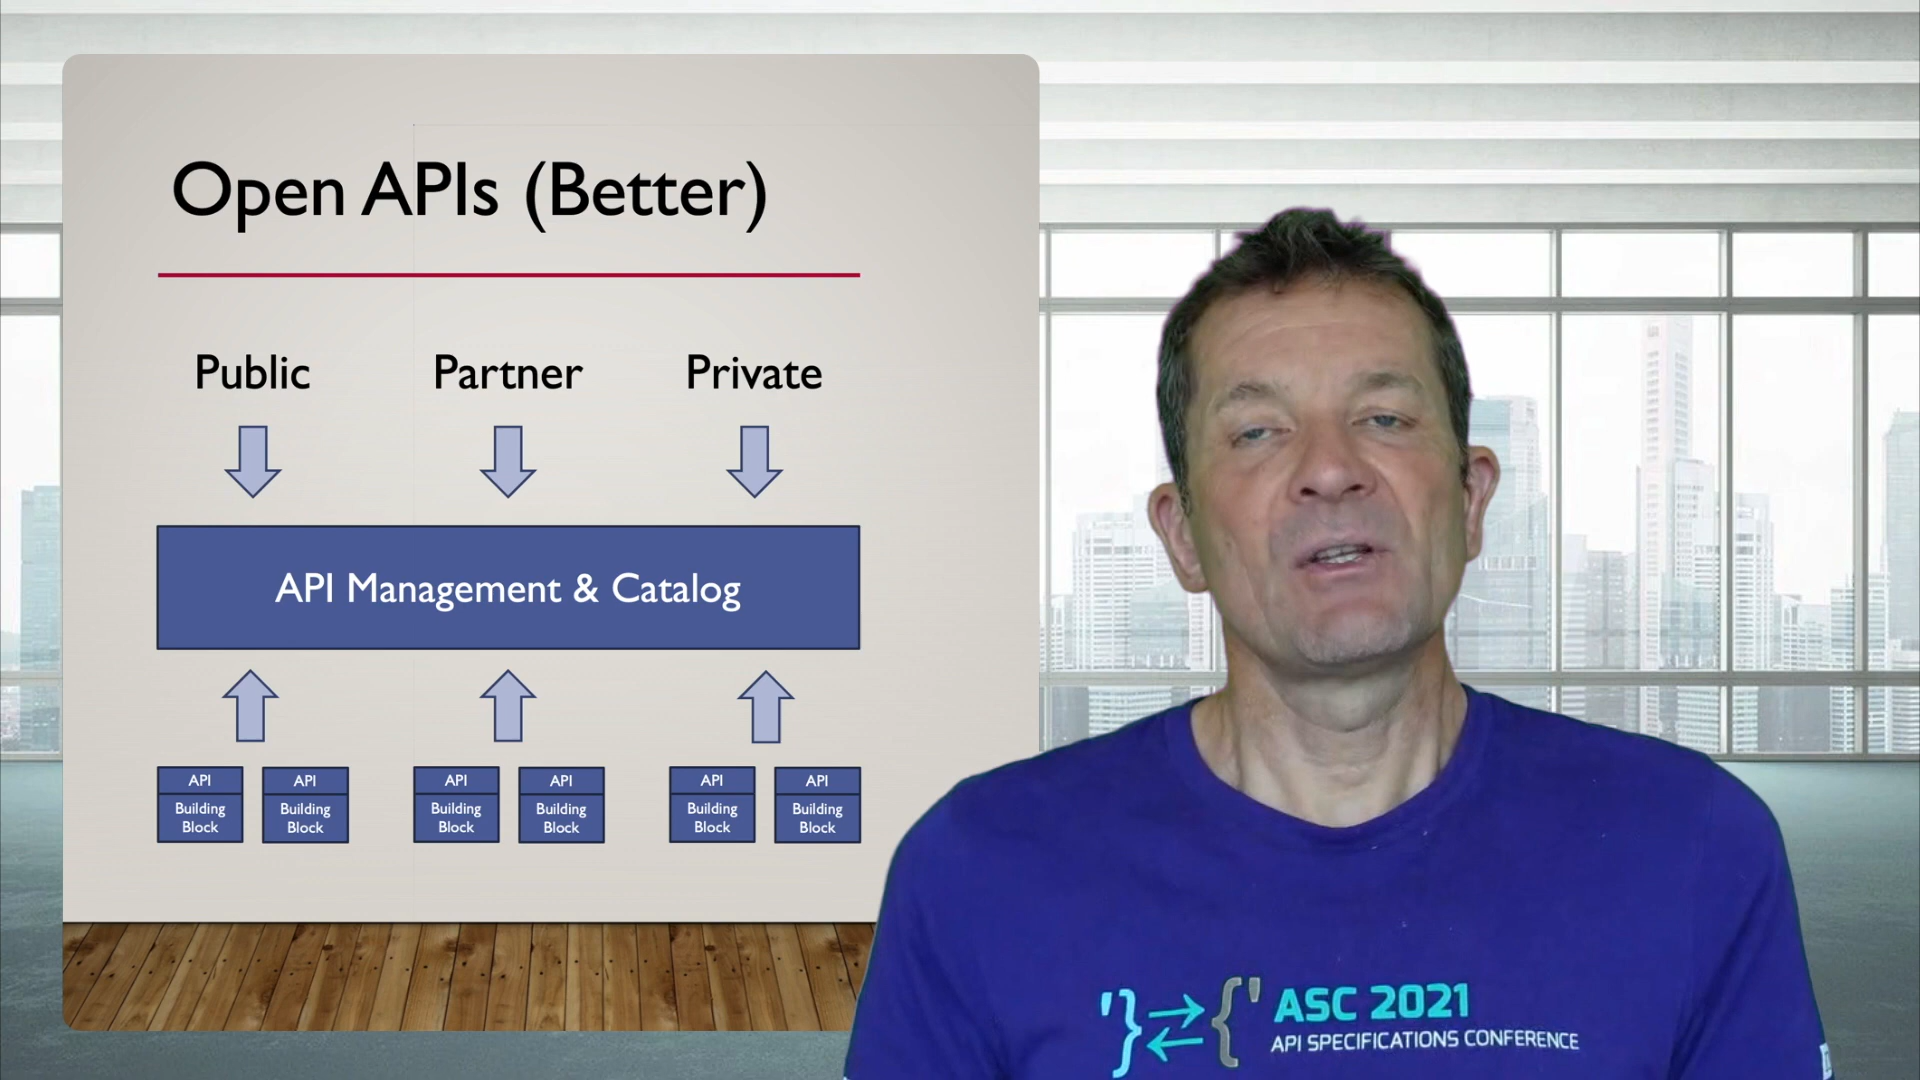 Open APIs (Better)
Public Partner Private
API Management & Catalog
API API API API API API
Building Building Building Building Building Building
Block Block Block Block Block Block
'}⇄{' ASC 2021
API SPECIFICATIONS CONFERENCE